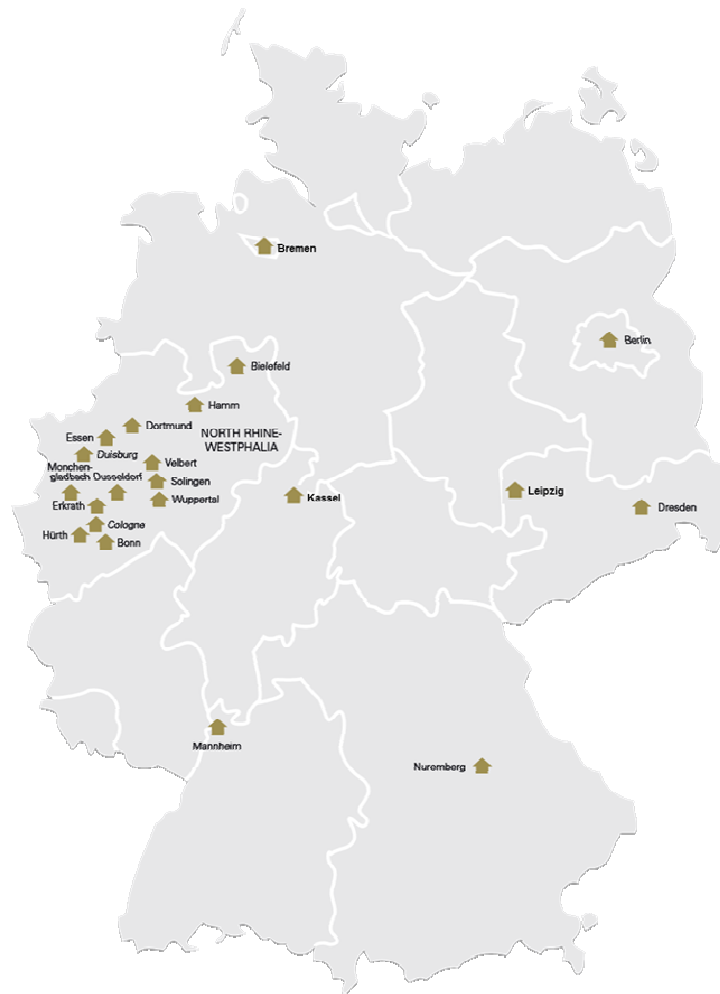 Bremen
Berlin
Bielefeld
Hamm
Dortmund
NORTH RHINE-
WESTPHALIA
Essen
Duisburg
Velbert
Monchen-
gladbach Dusseldorf
Solingen
Wuppertal
Kassel
Leipzig
Dresden
Erkrath
Cologne
Hürth
Bonn
Mannheim
Nuremberg